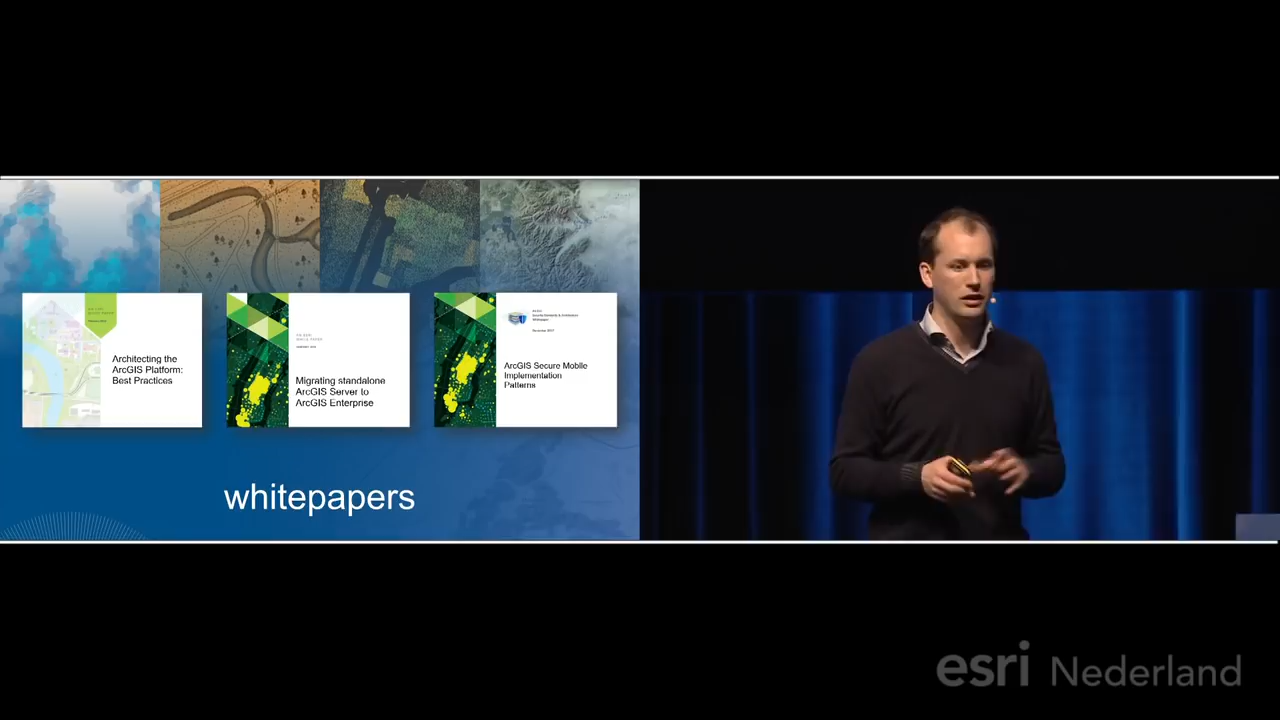 Architecting the
ArcGIS Platform:
Best Practices
Migrating standalone
ArcGIS Server to
ArcGIS Enterprise
ArcGIS Secure Mobile
Implementation
Patterns
whitepapers
esri Nederland